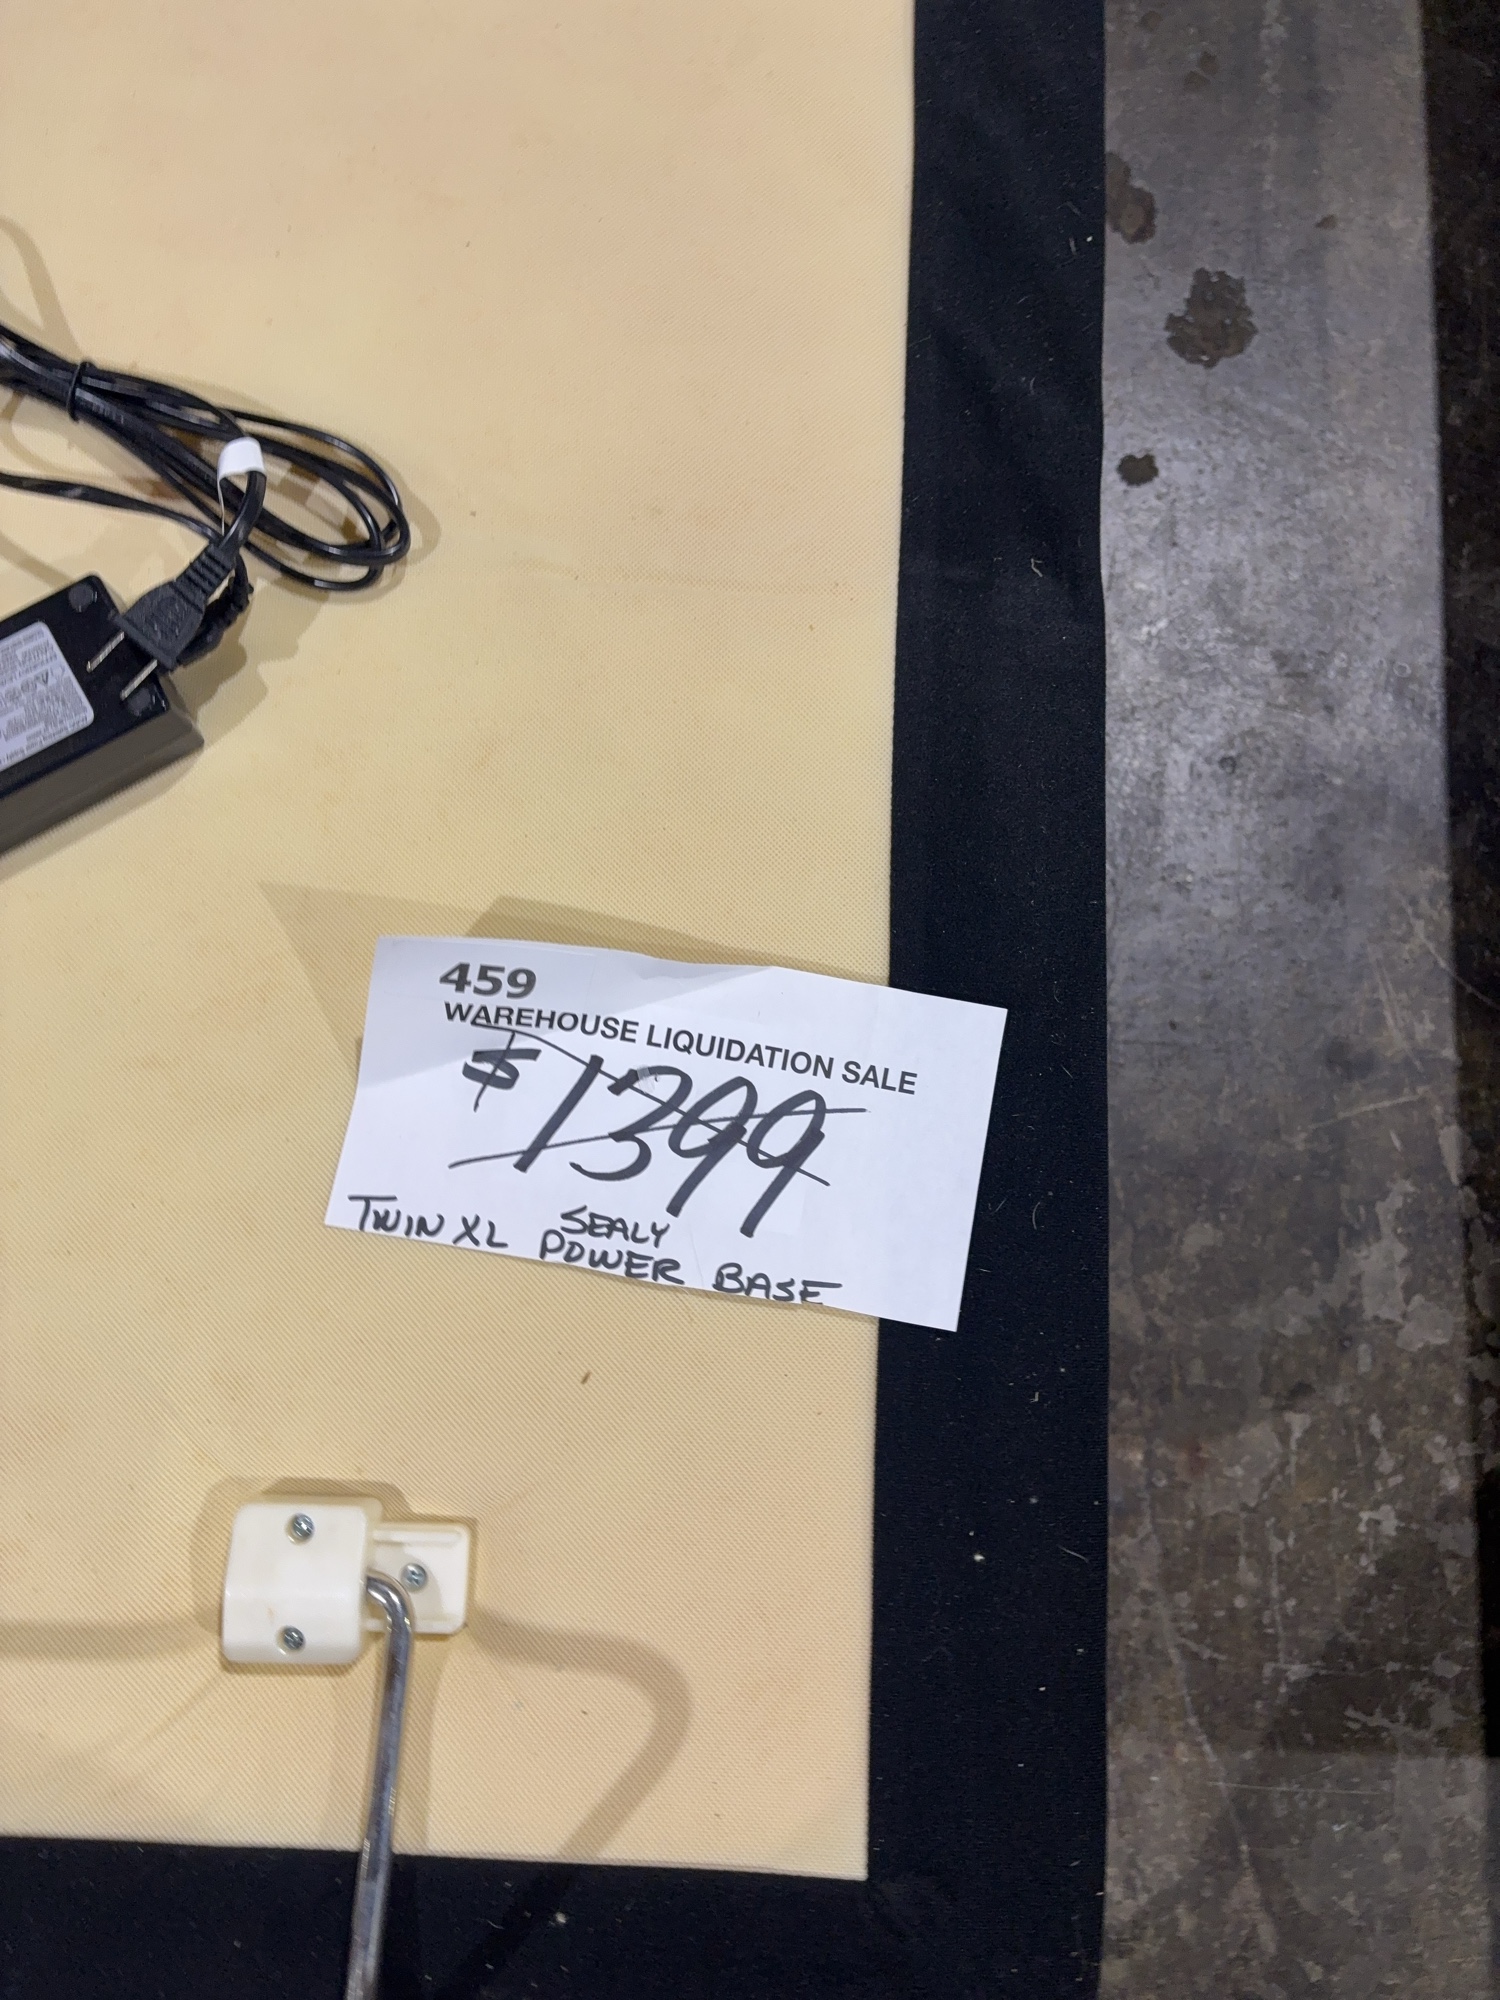 459
WAREHOUSE LIQUIDATION SALE
$1399
TWIN XL SEALY
POWER BASE